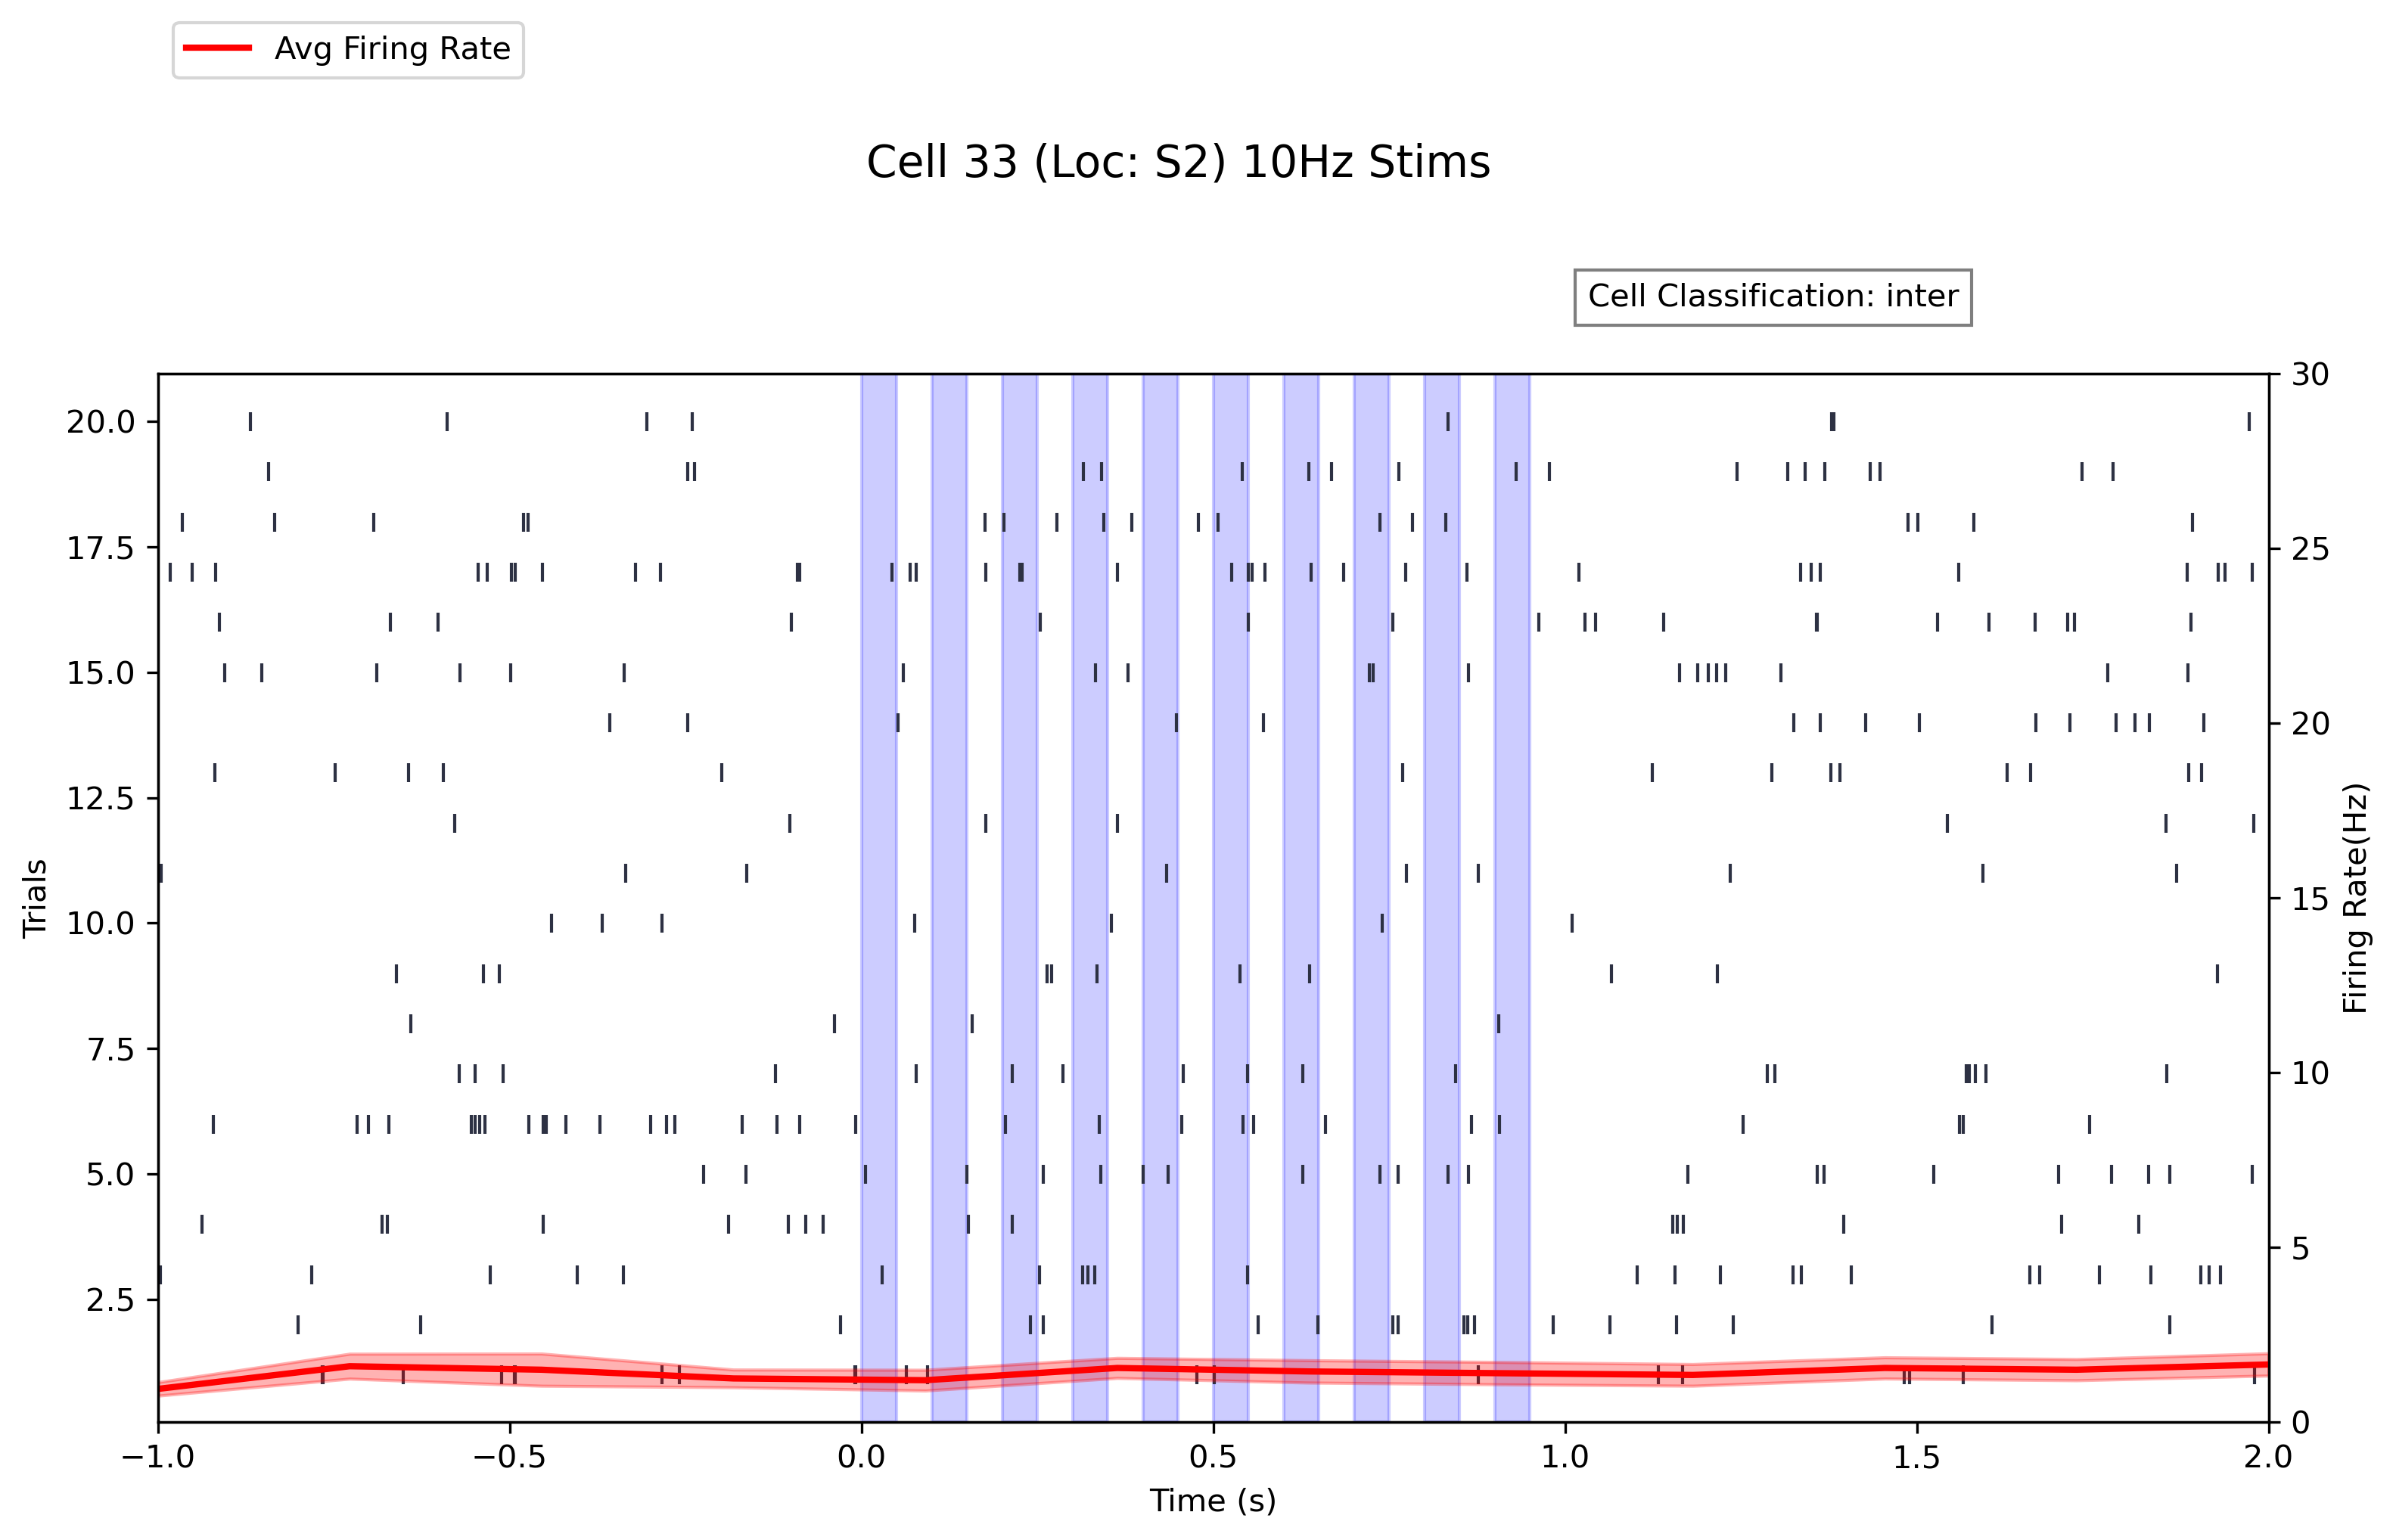 Avg Firing Rate
Cell 33 (Loc: S2) 10Hz Stims
Cell Classification: inter
20.0
17.5
15.0
12.5
10.0
7.5
5.0
2.5
Trials
30
25
20
15
10
5
0
Firing Rate(Hz)
−1.0 −0.5 0.0 0.5 1.0 1.5 2.0
Time (s)